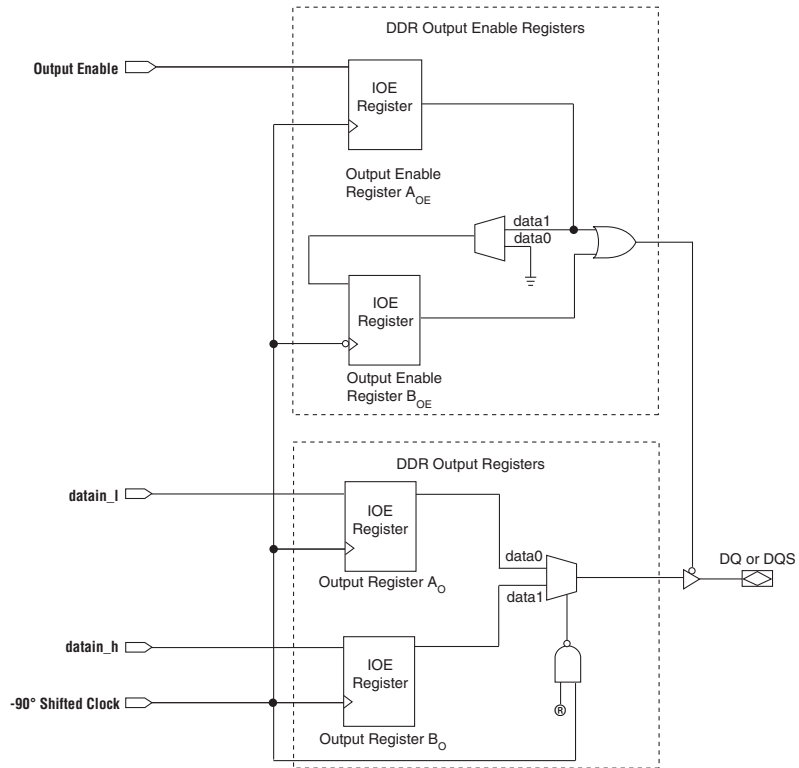 DDR Output Enable Registers
Output Enable
IOE
Register
Output Enable
Register A_OE
data1
data0
IOE
Register
Output Enable
Register B_OE
DDR Output Registers
datain_l
IOE
Register
data0
DQ or DQS
Output Register A_O
data1
datain_h
IOE
Register
-90° Shifted Clock
®
Output Register B_O